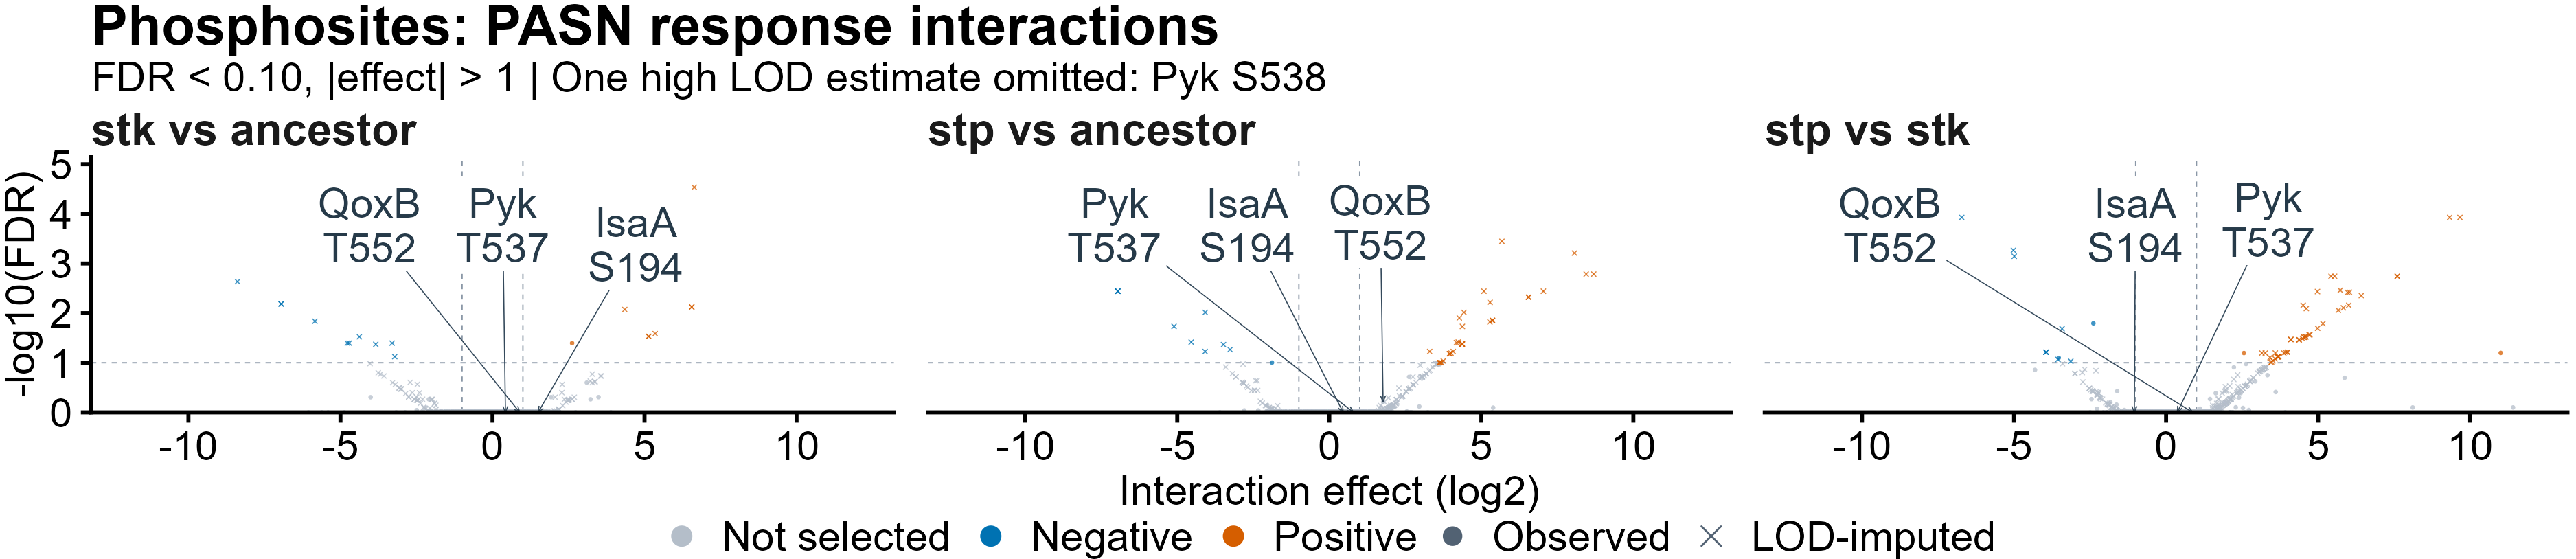 Phosphosites: PASN response interactions
FDR < 0.10, |effect| > 1 | One high LOD estimate omitted: Pyk S538
stk vs ancestor
stp vs ancestor
stp vs stk
-log10(FDR)
5
4
3
2
1
0
QoxB
T552
Pyk
T537
IsaA
S194
Pyk
T537
IsaA
S194
QoxB
T552
QoxB
T552
IsaA
S194
Pyk
T537
-10 -5 0 5 10
-10 -5 0 5 10
-10 -5 0 5 10
Interaction effect (log2)
Not selected Negative Positive Observed LOD-imputed